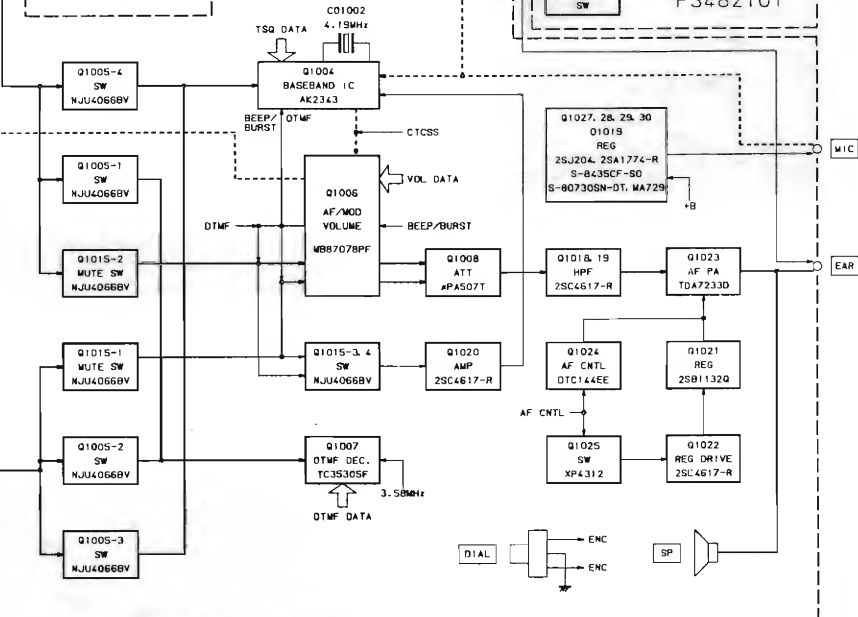 SW
CD1002
4.19MHz
TSQ DATA
Q1005-4
SW
NJU4066BV
Q1004
BASEBAND IC
AK2343
BEEP/
BURST
DTMF
CTCSS
Q1027, 28, 29, 30
D1019
REG
2SJ204, 2SA1774-R
S-8435CF-SO
S-80730SN-DT, MA729
+B
MIC
Q1005-1
SW
NJU4066BV
Q1006
AF/MOD
VOLUME
MB87078PF
VOL DATA
DTMF
BEEP/BURST
Q1015-2
MUTE SW
NJU4066BV
Q1008
ATT
μPA507T
Q1018, 19
HPF
2SC4617-R
Q1023
AF PA
TDA7233D
EAR
Q1015-1
MUTE SW
NJU4066BV
Q1015-3, 4
SW
NJU4066BV
Q1020
AMP
2SC4617-R
Q1024
AF CNTL
DTC144EE
Q1021
REG
2SB1132Q
AF CNTL
Q1005-2
SW
NJU4066BV
Q1007
DTMF DEC.
TC35305F
3.58MHz
DTMF DATA
Q1025
SW
XP4312
Q1022
REG DRIVE
2SC4617-R
Q1005-3
SW
NJU4066BV
DIAL
ENC
ENC
SP